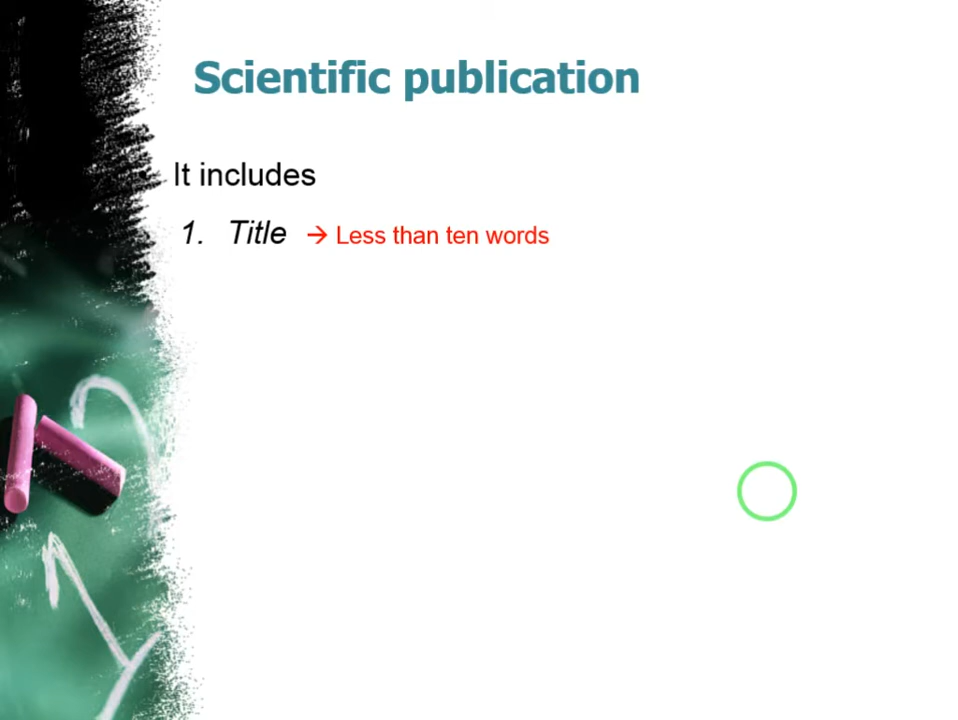 Scientific publication
It includes
1. Title → Less than ten words